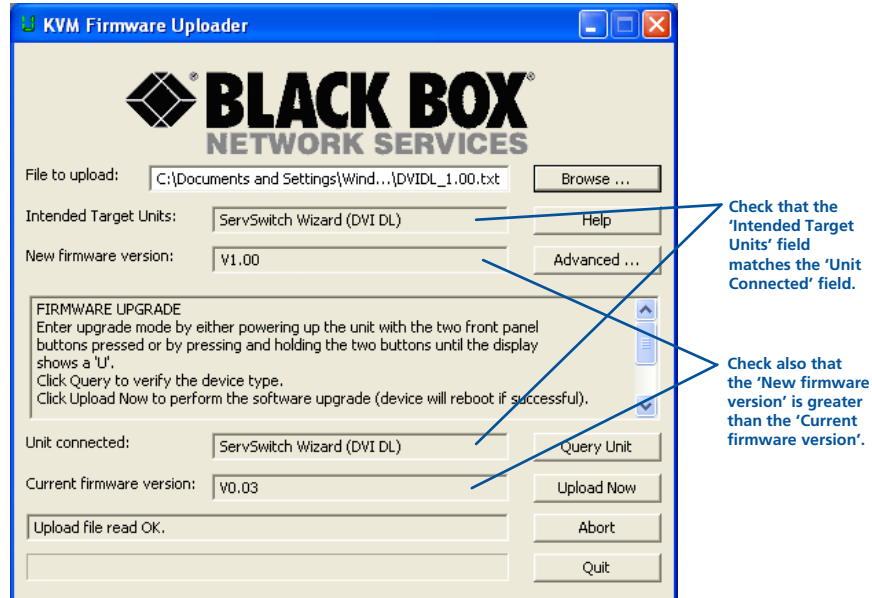 KVM Firmware Uploader
BLACK BOX®
NETWORK SERVICES
File to upload: C:\Documents and Settings\Wind...\DVIDL_1.00.txt Browse ...
Intended Target Units: ServSwitch Wizard (DVI DL) Help
New firmware version: V1.00 Advanced ...
FIRMWARE UPGRADE
Enter upgrade mode by either powering up the unit with the two front panel
buttons pressed or by pressing and holding the two buttons until the display
shows a 'U'.
Click Query to verify the device type.
Click Upload Now to perform the software upgrade (device will reboot if successful).
Unit connected: ServSwitch Wizard (DVI DL) Query Unit
Current firmware version: V0.03 Upload Now
Upload file read OK. Abort
Quit
Check that the
‘Intended Target
Units’ field
matches the ‘Unit
Connected’ field.
Check also that
the ‘New firmware
version’ is greater
than the ‘Current
firmware version’.